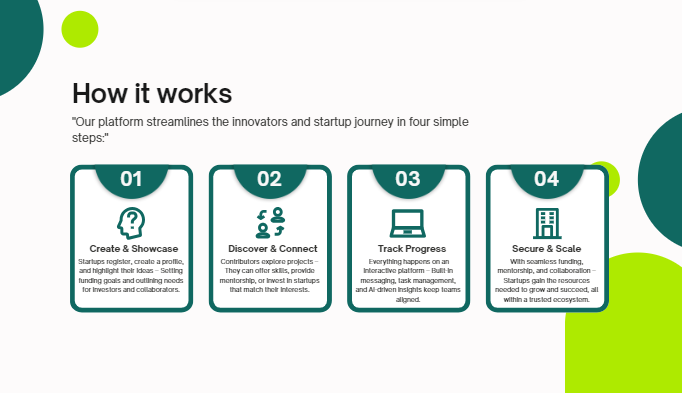 How it works
"Our platform streamlines the innovators and startup journey in four simple
steps:"
01
Create & Showcase
Startups register, create a profile,
and highlight their ideas – Setting
funding goals and outlining needs
for investors and collaborators.
02
Discover & Connect
Contributors explore projects –
They can offer skills, provide
mentorship, or invest in startups
that match their interests.
03
Track Progress
Everything happens on an
interactive platform – Built-in
messaging, task management,
and AI-driven insights keep teams
aligned.
04
Secure & Scale
With seamless funding,
mentorship, and collaboration –
Startups gain the resources
needed to grow and succeed, all
within a trusted ecosystem.